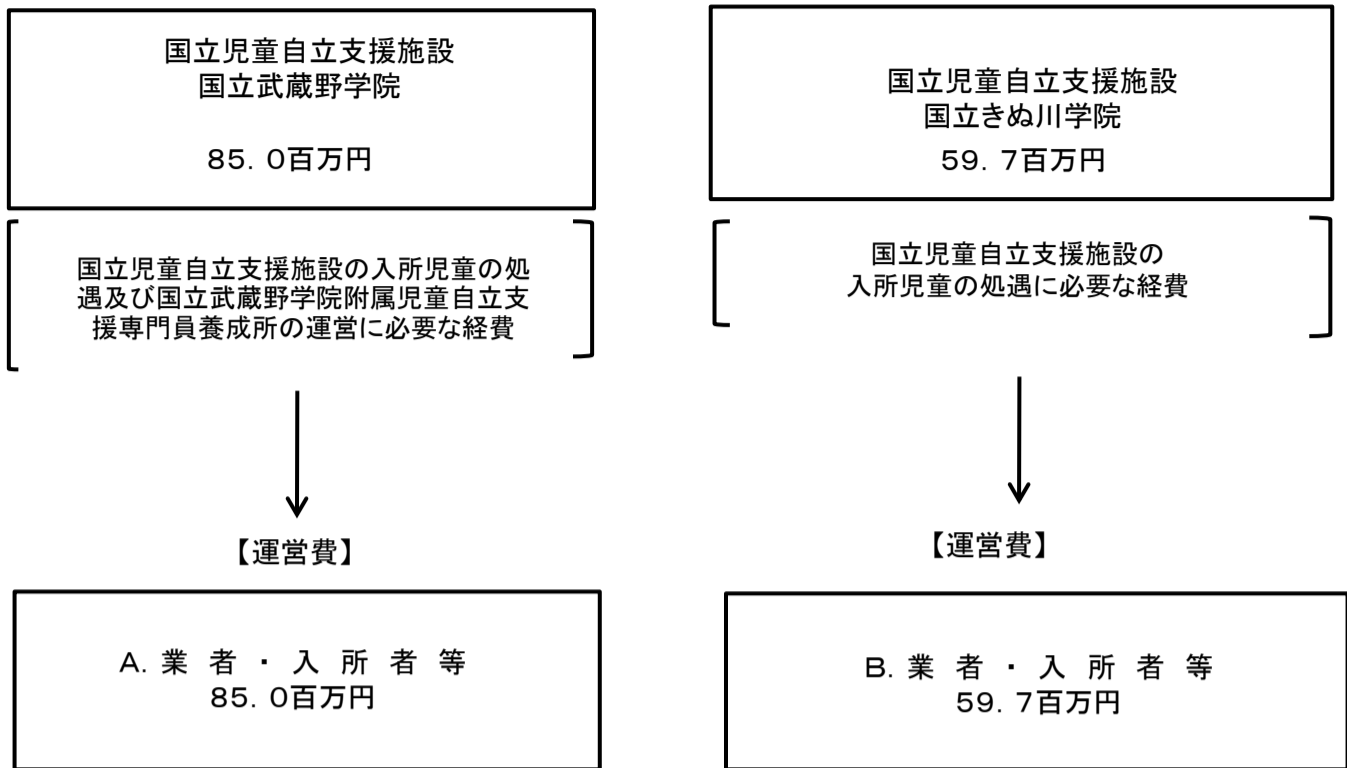 国立児童自立支援施設
国立武蔵野学院
85. 0百万円
国立児童自立支援施設の入所児童の処
遇及び国立武蔵野学院附属児童自立支
援専門員養成所の運営に必要な経費
【運営費】
A. 業 者 ・ 入 所 者 等
85. 0百万円
国立児童自立支援施設
国立きぬ川学院
59. 7百万円
国立児童自立支援施設の
入所児童の処遇に必要な経費
【運営費】
B. 業 者 ・ 入 所 者 等
59. 7百万円